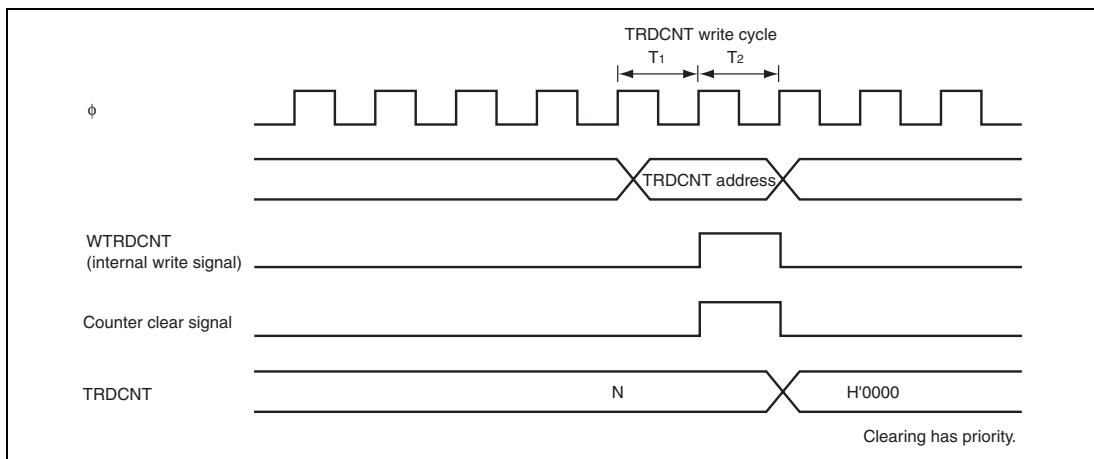 TRDCNT write cycle
T1 T2
ϕ
TRDCNT address
WTRDCNT
(internal write signal)
Counter clear signal
TRDCNT N H'0000
Clearing has priority.